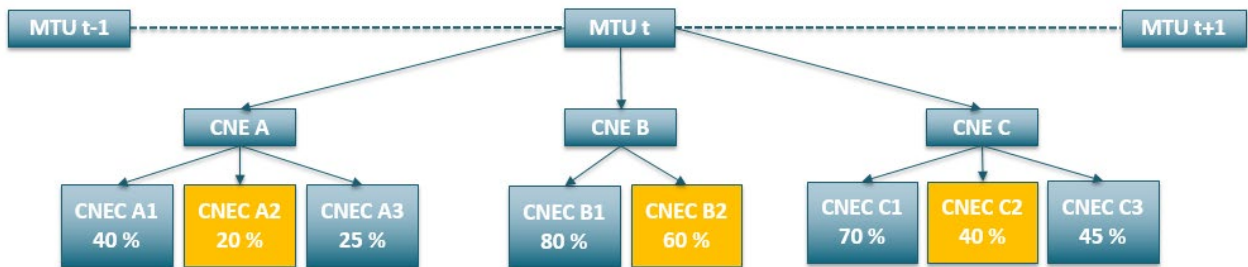 MTU t-1
MTU t
MTU t+1
CNE A
CNE B
CNE C
CNEC A1
40 %
CNEC A2
20 %
CNEC A3
25 %
CNEC B1
80 %
CNEC B2
60 %
CNEC C1
70 %
CNEC C2
40 %
CNEC C3
45 %